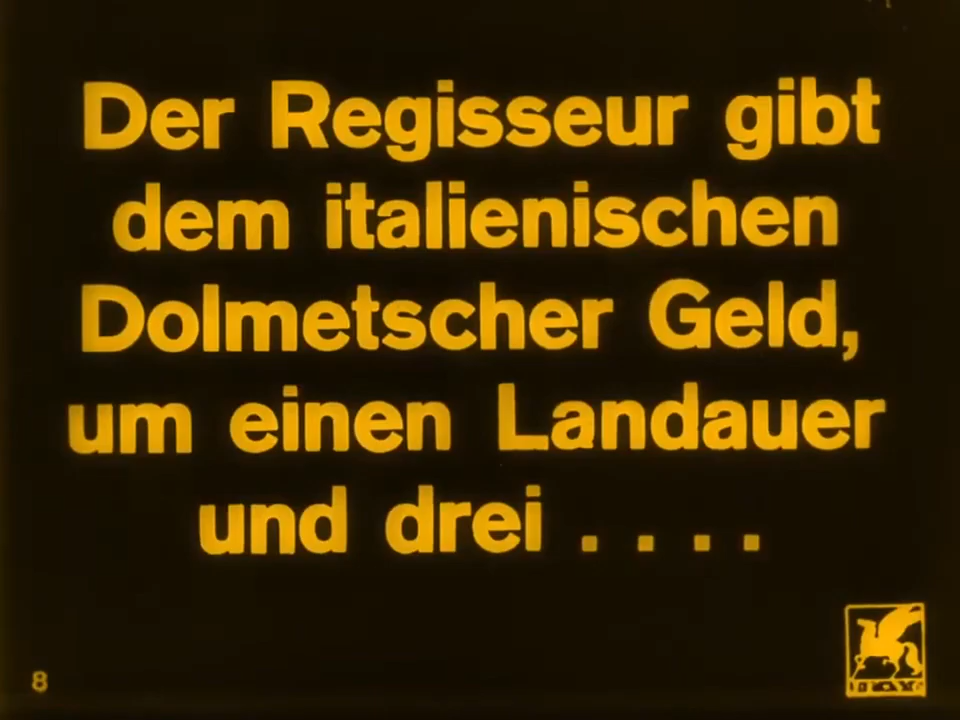 Der Regisseur gibt
dem italienischen
Dolmetscher Geld,
um einen Landauer
und drei . . . .
8